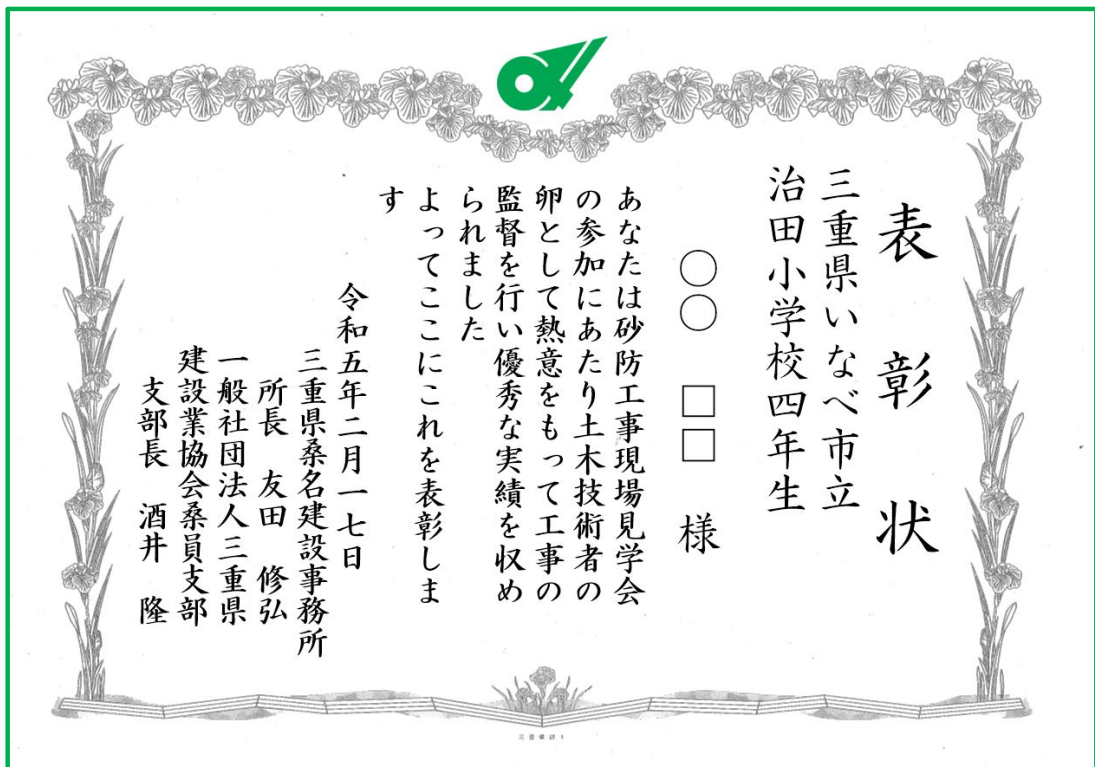 表彰状
三重県いなべ市立
治田小学校四年生
○○ □□ 様
あなたは砂防工事現場見学会
の参加にあたり土木技術者の
卵として熱意をもって工事の
監督を行い優秀な実績を収め
られました
よってここにこれを表彰しま
す
令和五年二月一七日
三重県桑名建設事務所
所長 友田 修弘
一般社団法人三重県
建設業協会桑員支部
支部長 酒井 隆